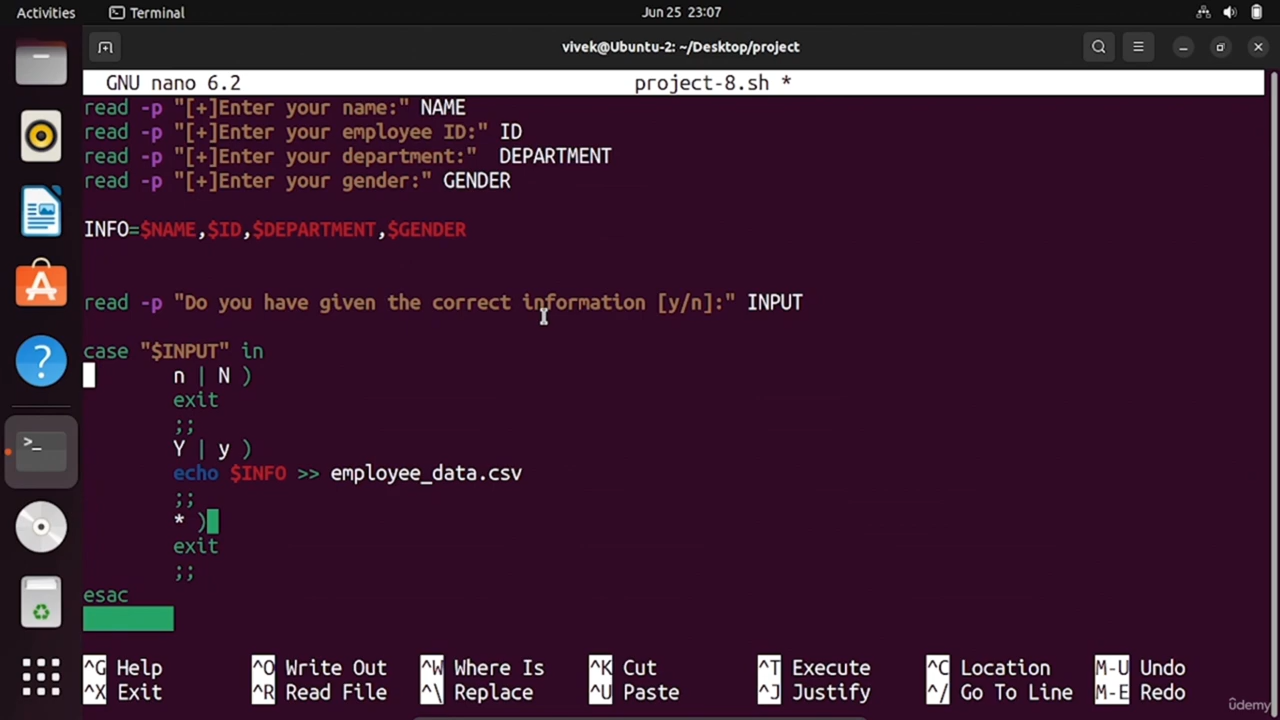 Activities Terminal Jun 25 23:07
vivek@Ubuntu-2: ~/Desktop/project
GNU nano 6.2 project-8.sh *
read -p "[+]Enter your name:" NAME
read -p "[+]Enter your employee ID:" ID
read -p "[+]Enter your department:"  DEPARTMENT
read -p "[+]Enter your gender:" GENDER
INFO=$NAME,$ID,$DEPARTMENT,$GENDER
read -p "Do you have given the correct information [y/n]:" INPUT
case "$INPUT" in
n | N )
exit
;;
Y | y )
echo $INFO >> employee_data.csv
;;
* )
exit
;;
esac
^G Help ^O Write Out ^W Where Is ^K Cut ^T Execute ^C Location M-U Undo
^X Exit ^R Read File ^\ Replace ^U Paste ^J Justify ^/ Go To Line M-E Redo
ûdemy